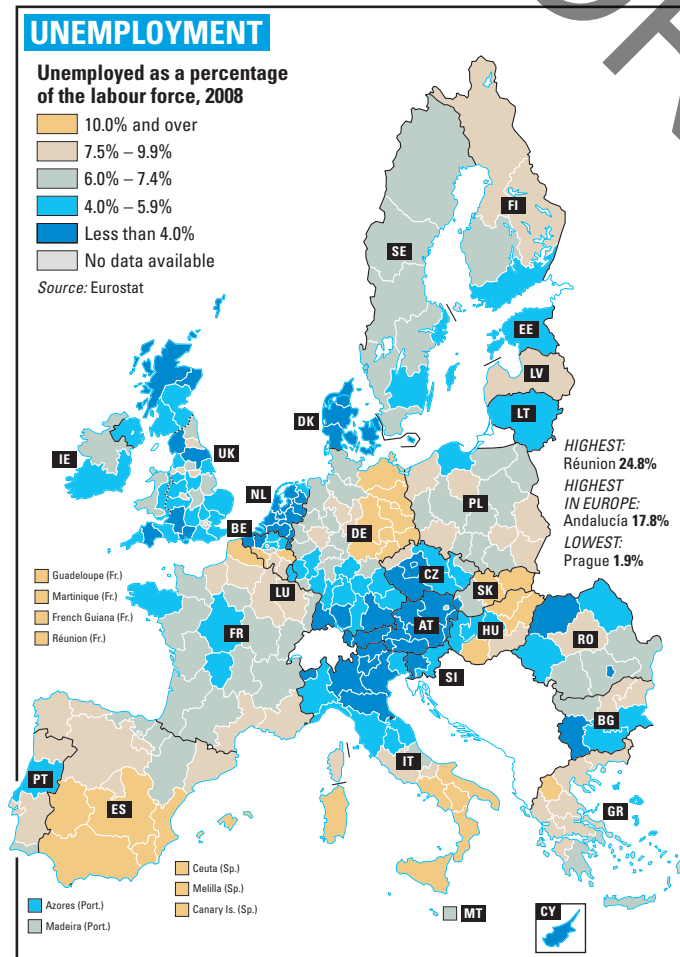 UNEMPLOYMENT
Unemployed as a percentage
of the labour force, 2008
10.0% and over
7.5% – 9.9%
6.0% – 7.4%
4.0% – 5.9%
Less than 4.0%
No data available
Source: Eurostat
FI
SE
EE
LV
LT
DK
IE
UK
NL
PL
BE
DE
HIGHEST:
Réunion 24.8%
HIGHEST
IN EUROPE:
Andalucía 17.8%
LOWEST:
Prague 1.9%
CZ
Guadeloupe (Fr.)
Martinique (Fr.)
French Guiana (Fr.)
Réunion (Fr.)
LU
SK
FR
AT
HU
RO
SI
BG
IT
PT
ES
GR
Ceuta (Sp.)
Melilla (Sp.)
Canary Is. (Sp.)
Azores (Port.)
Madeira (Port.)
MT
CY